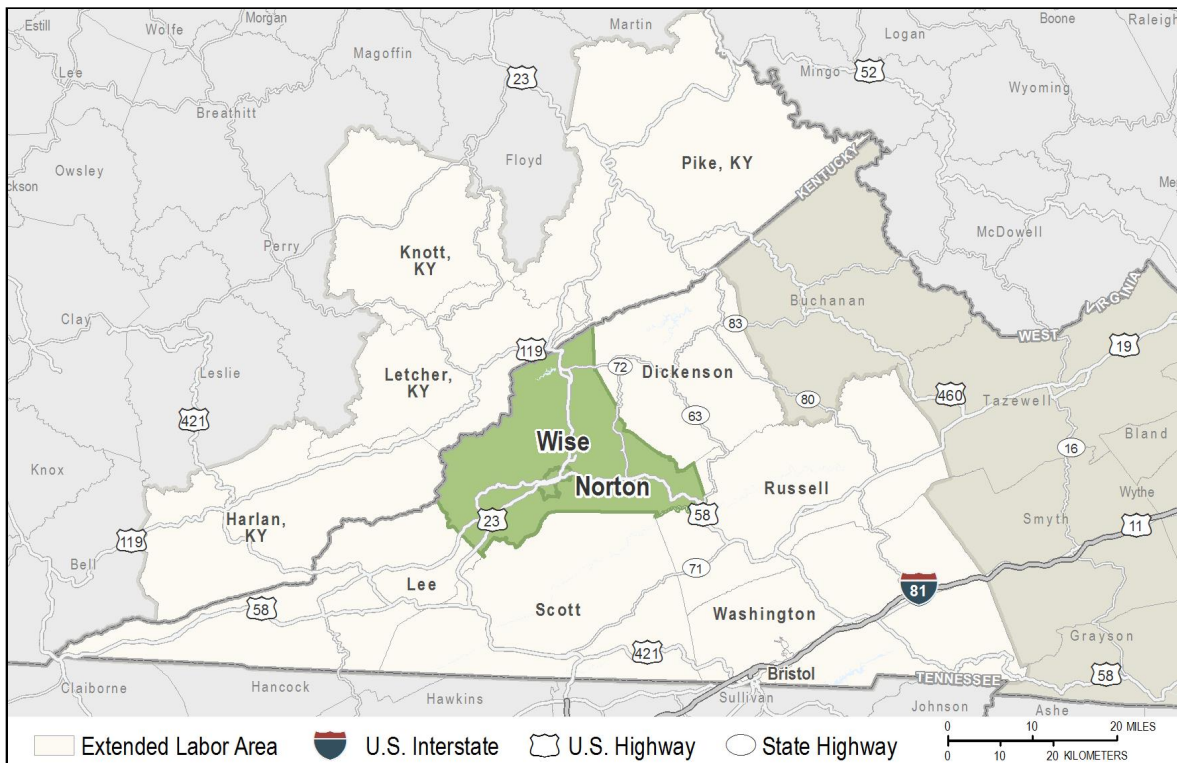 Estill
Morgan
Wolfe
Martin
Logan
Boone
Raleigh
Lee
Magoffin
23
Mingo
52
Wyoming
Breathitt
Floyd
Pike, KY
KENTUCKY
Owsley
ckson
Me
McDowell
Perry
Knott,
KY
Buchanan
VIRGINIA
WEST
Clay
83
119
19
Leslie
Letcher,
KY
72
Dickenson
460
Tazewell
421
80
63
Bland
16
Wise
Knox
Norton
Russell
Wythe
Harlan,
KY
23
58
Smyth
11
119
Bell
71
Lee
81
58
Scott
Washington
Grayson
421
Bristol
TENNESSEE
58
Claiborne
Hancock
Hawkins
Sullivan
Johnson
Ashe
Extended Labor Area
U.S. Interstate
U.S. Highway
State Highway
0 10 20 MILES
0 10 20 KILOMETERS